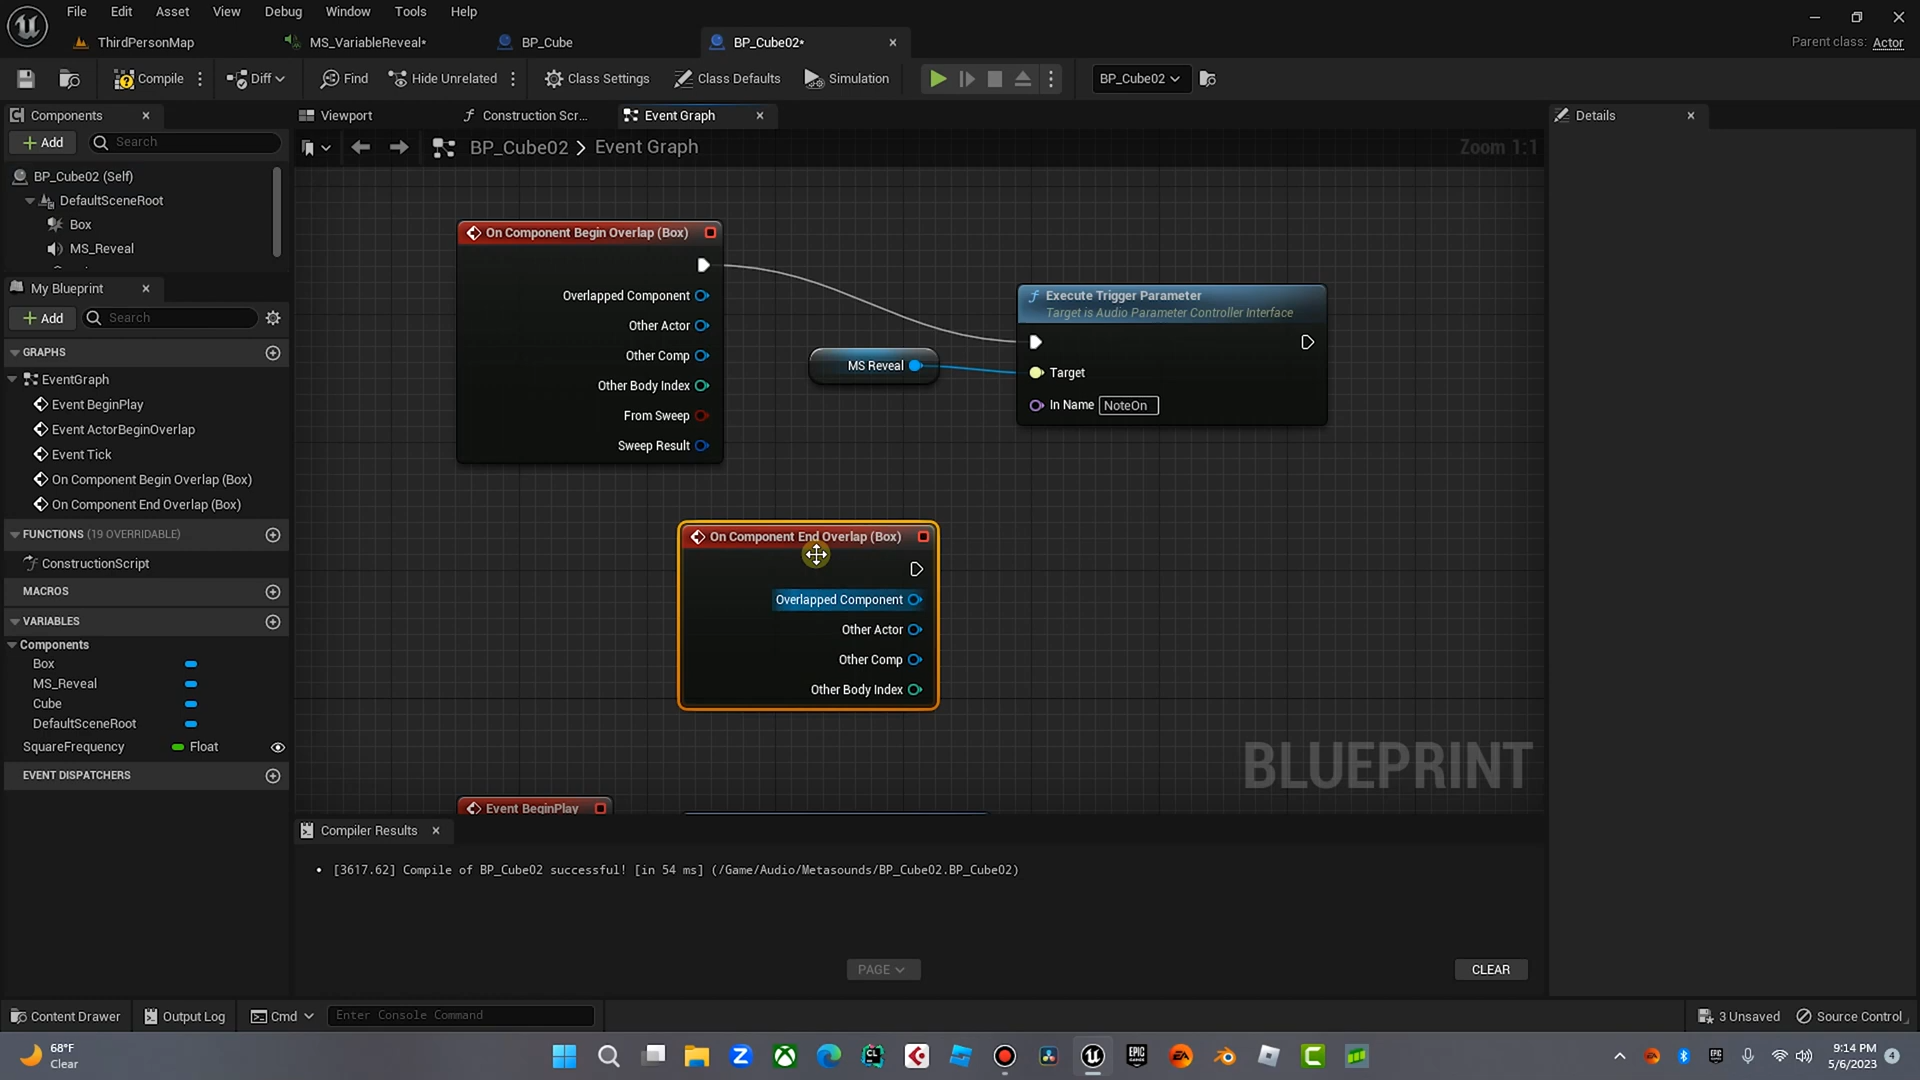 File Edit Asset View Debug Window Tools Help
ThirdPersonMap MS_VariableReveal* BP_Cube BP_Cube02* Parent class: Actor
Compile Diff Find Hide Unrelated Class Settings Class Defaults Simulation BP_Cube02
Components Viewport Construction Scr... Event Graph Details
Add Search BP_Cube02 > Event Graph Zoom 1:1
BP_Cube02 (Self)
DefaultSceneRoot
Box
MS_Reveal
My Blueprint
Add Search
GRAPHS
EventGraph
Event BeginPlay
Event ActorBeginOverlap
Event Tick
On Component Begin Overlap (Box)
On Component End Overlap (Box)
FUNCTIONS (19 OVERRIDABLE)
ConstructionScript
MACROS
VARIABLES
Components
Box
MS_Reveal
Cube
DefaultSceneRoot
SquareFrequency Float
EVENT DISPATCHERS
On Component Begin Overlap (Box)
Overlapped Component
Other Actor
Other Comp
Other Body Index
From Sweep
Sweep Result
MS Reveal
Execute Trigger Parameter
Target is Audio Parameter Controller Interface
Target
In Name NoteOn
On Component End Overlap (Box)
Overlapped Component
Other Actor
Other Comp
Other Body Index
Event BeginPlay
BLUEPRINT
Compiler Results
[3617.62] Compile of BP_Cube02 successful! [in 54 ms] (/Game/Audio/Metasounds/BP_Cube02.BP_Cube02)
PAGE CLEAR
Content Drawer Output Log Cmd Enter Console Command 3 Unsaved Source Control
68°F
Clear
9:14 PM
5/6/2023
4